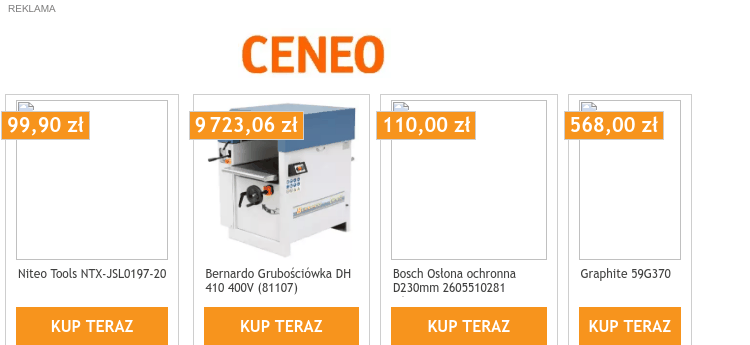 REKLAMA
CENEO
99,90 zł
9 723,06 zł
110,00 zł
568,00 zł
Niteo Tools NTX-JSL0197-20
Bernardo Grubościówka DH
410 400V (81107)
Bosch Osłona ochronna
D230mm 2605510281
Graphite 59G370
KUP TERAZ
KUP TERAZ
KUP TERAZ
KUP TERAZ